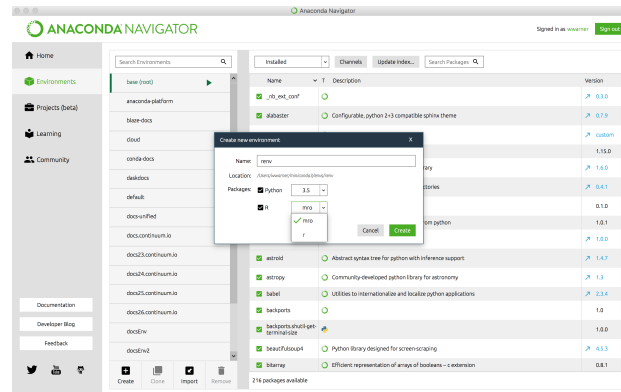 Anaconda Navigator
ANACONDA NAVIGATOR
Signed in as wwarner
Sign out
Home
Environments
Projects (beta)
Learning
Community
Documentation
Developer Blog
Feedback
Search Environments
base (root)
anaconda-platform
blaze-docs
cloud
conda-docs
daskdocs
default
docs-unified
docs.continuum.io
docs23.continuum.io
docs24.continuum.io
docs25.continuum.io
docs26.continuum.io
docsEnv
docsEnv2
Create
Clone
Import
Remove
Installed
Channels
Update index...
Search Packages
Name T Description Version
_nb_ext_conf 0.3.0
alabaster Configurable, python 2+3 compatible sphinx theme 0.7.9
custom
1.15.0
rary 1.6.0
ctories 0.4.1
0.1.0
rom python 1.0.1
1.0.0
astroid Abstract syntax tree for python with inference support 1.4.7
astropy Community-developed python library for astronomy 1.3
babel Utilities to internationalize and localize python applications 2.3.4
backports 1.0
backports.shutil-get-
terminal-size 1.0.0
beautifulsoup4 Python library designed for screen-scraping 4.5.3
bitarray Efficient representation of arrays of booleans -- c extension 0.8.1
216 packages available
Create new environment X
Name: renv
Location:
Packages: Python 3.5
R mro
mro
r
Cancel
Create